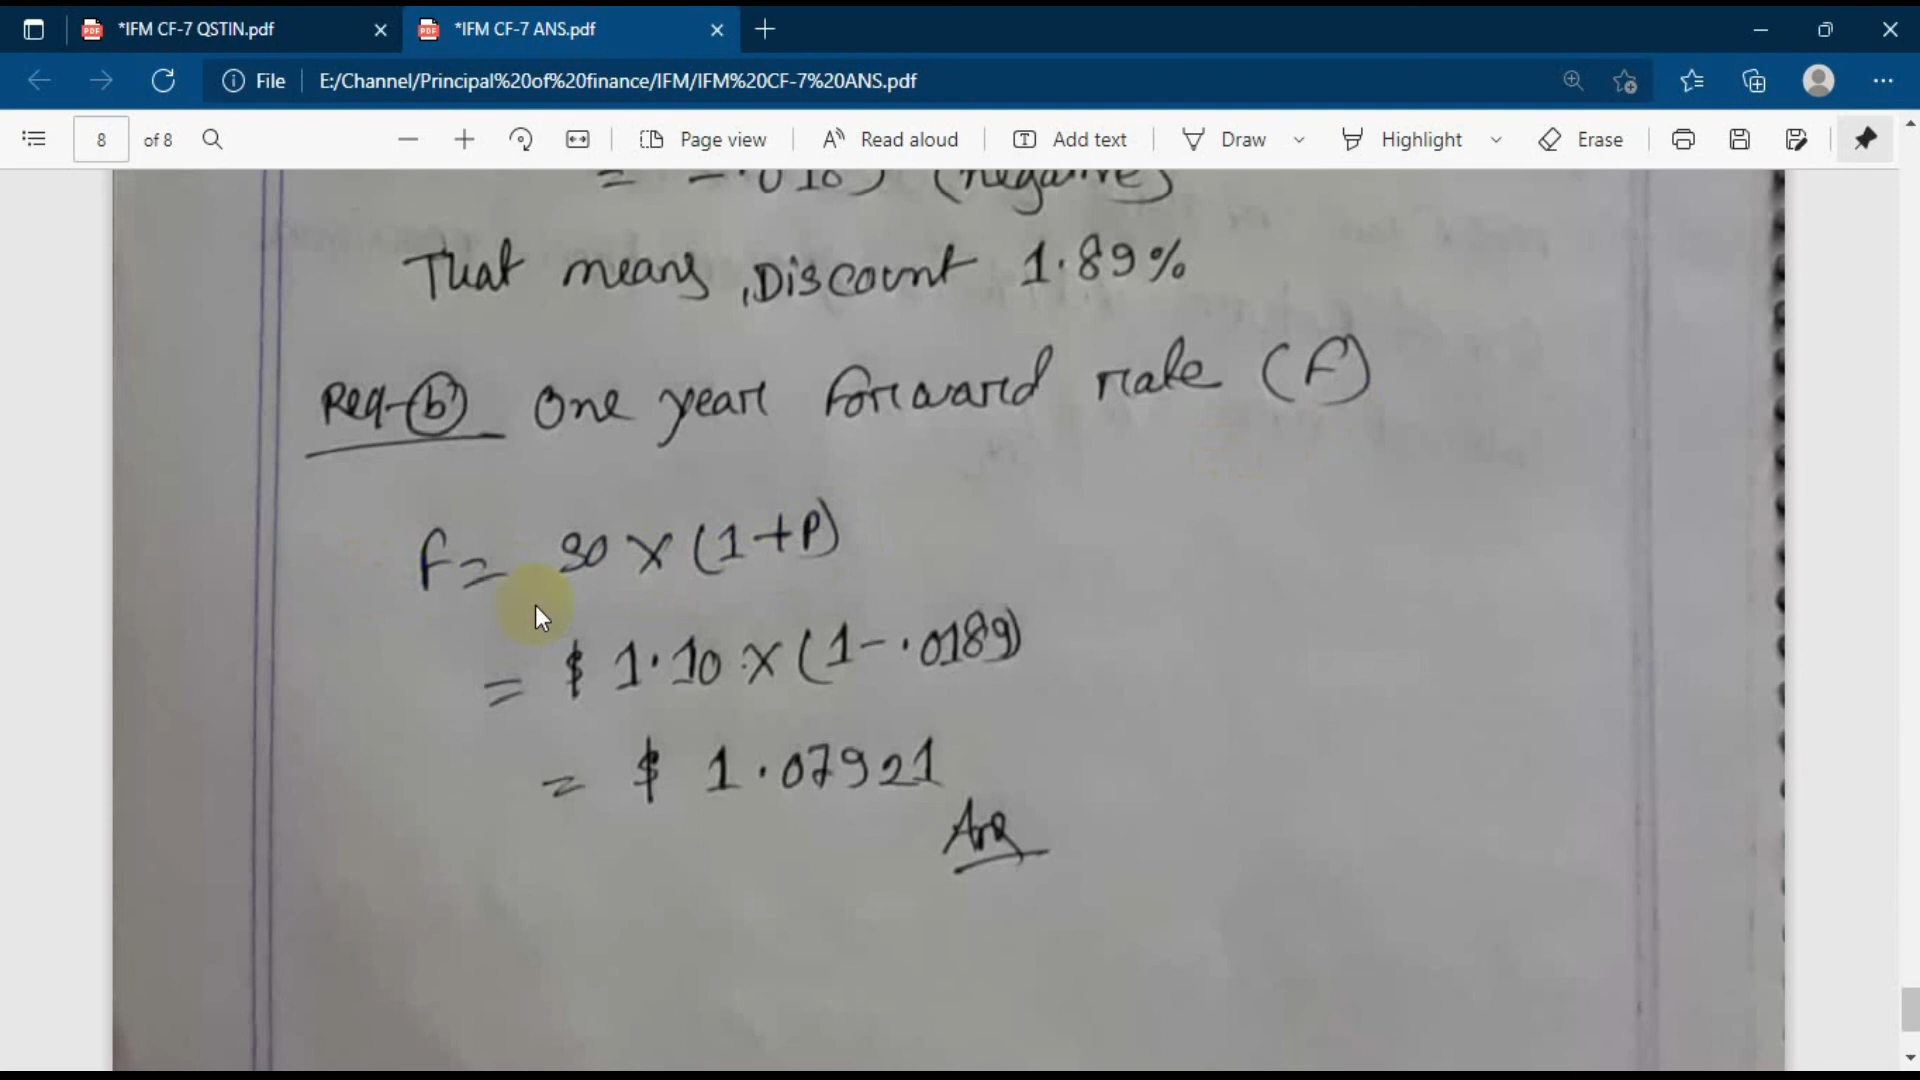 *IFM CF-7 QSTIN.pdf
*IFM CF-7 ANS.pdf
File E:/Channel/Principal%20of%20finance/IFM/IFM%20CF-7%20ANS.pdf
8 of 8 Page view Read aloud Add text Draw Highlight Erase
= - .0189 (negative)
That means, Discount 1.89%
Req-(b) One year forward rate (F)
F = S0 X (1+P)
= $ 1.10 X (1-.0189)
= $ 1.07921
Ans